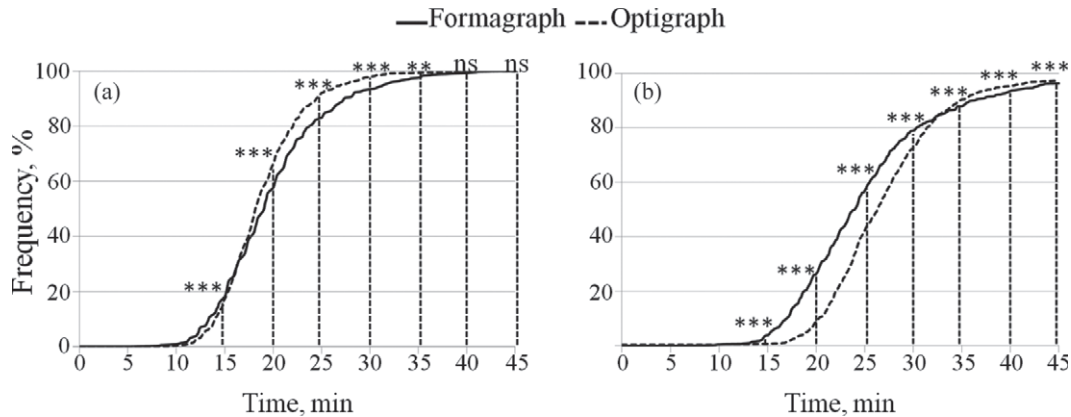 Formagraph Optigraph
Frequency, %
(a)
100
80
60
40
20
0
*** *** *** *** ** ns ns
0 5 10 15 20 25 30 35 40 45
Time, min
(b)
100
80
60
40
20
*** *** *** *** *** *** ***
0 5 10 15 20 25 30 35 40 45
Time, min